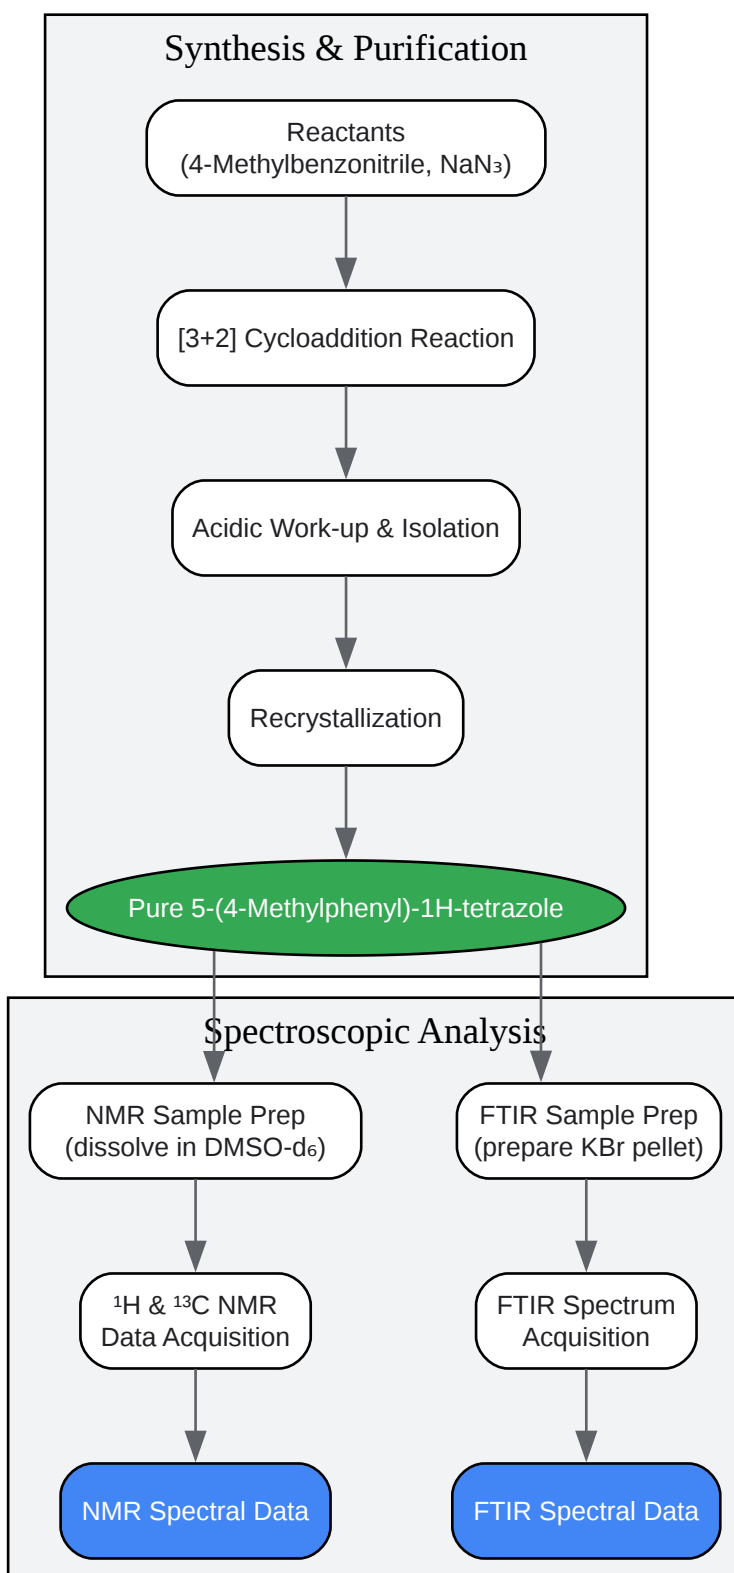 Synthesis & Purification
Reactants
(4-Methylbenzonitrile, NaN₃)
[3+2] Cycloaddition Reaction
Acidic Work-up & Isolation
Recrystallization
Pure 5-(4-Methylphenyl)-1H-tetrazole
Spectroscopic Analysis
NMR Sample Prep
(dissolve in DMSO-d₆)
FTIR Sample Prep
(prepare KBr pellet)
¹H & ¹³C NMR
Data Acquisition
FTIR Spectrum
Acquisition
NMR Spectral Data
FTIR Spectral Data